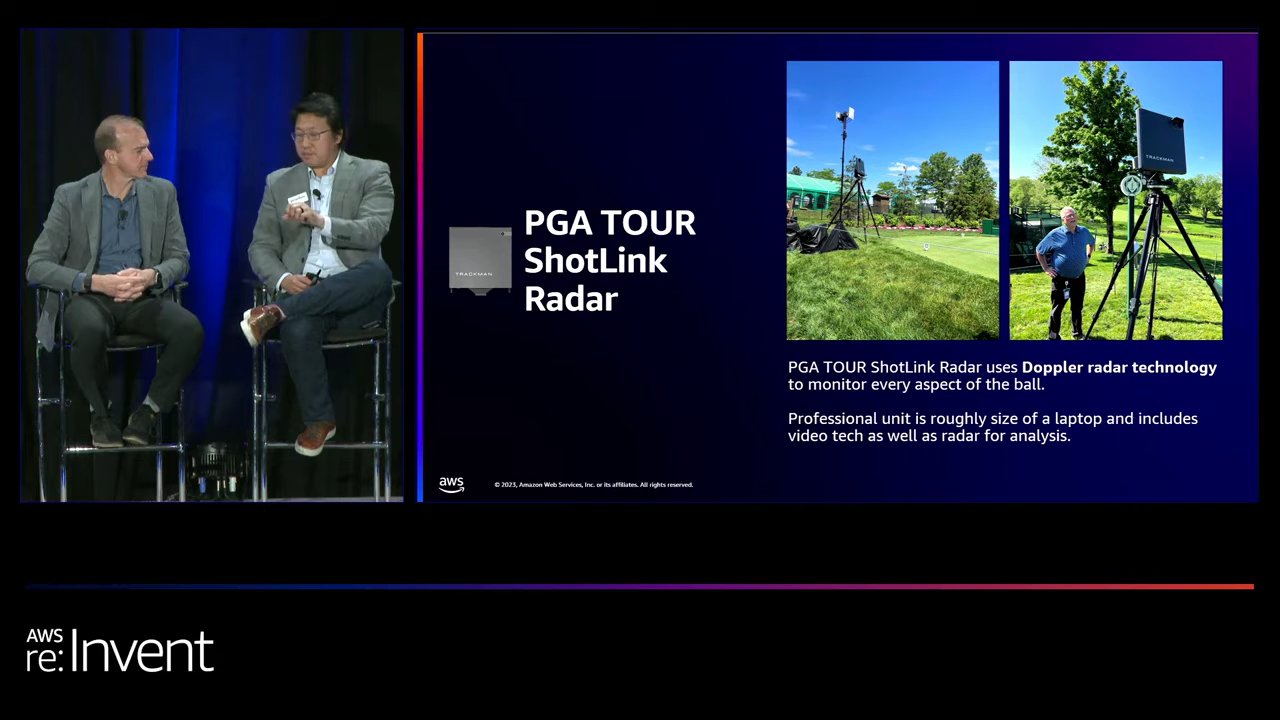 PGA TOUR
ShotLink
Radar
TRACKMAN
TRACKMAN
PGA TOUR ShotLink Radar uses Doppler radar technology
to monitor every aspect of the ball.
Professional unit is roughly size of a laptop and includes
video tech as well as radar for analysis.
aws
© 2023, Amazon Web Services, Inc. or its affiliates. All rights reserved.
AWS
re:Invent